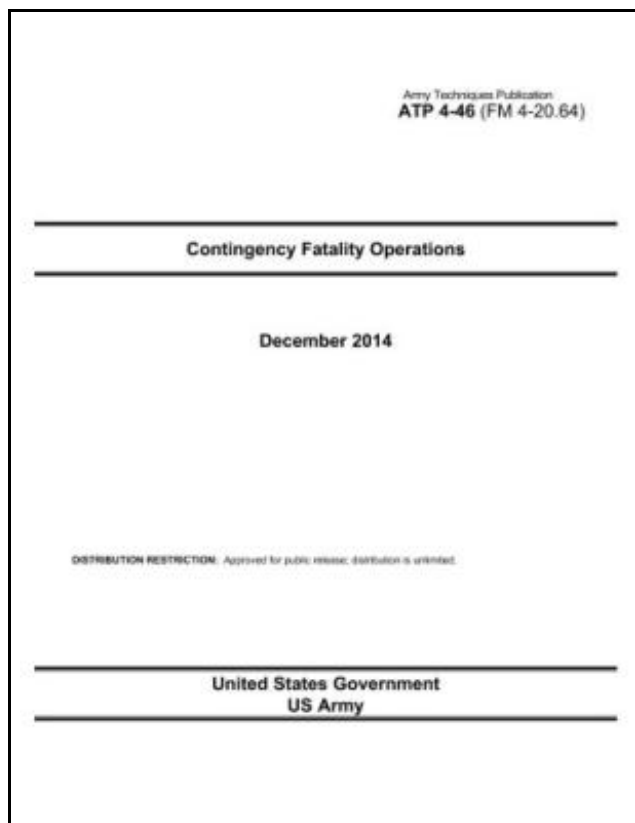 Army Techniques Publication
ATP 4-46 (FM 4-20.64)
Contingency Fatality Operations
December 2014
DISTRIBUTION RESTRICTION: Approved for public release; distribution is unlimited.
United States Government
US Army